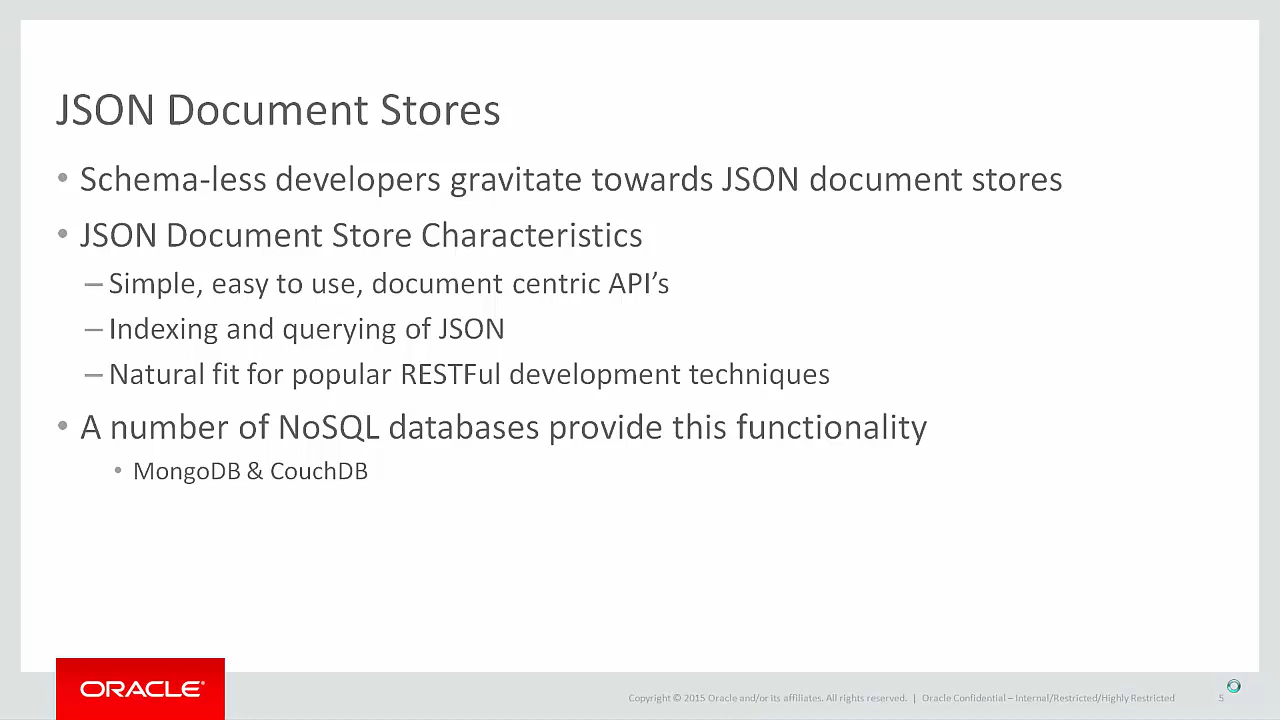 JSON Document Stores
• Schema-less developers gravitate towards JSON document stores
• JSON Document Store Characteristics
– Simple, easy to use, document centric API’s
– Indexing and querying of JSON
– Natural fit for popular RESTFul development techniques
• A number of NoSQL databases provide this functionality
• MongoDB & CouchDB
ORACLE®
Copyright © 2015 Oracle and/or its affiliates. All rights reserved. | Oracle Confidential – Internal/Restricted/Highly Restricted 5